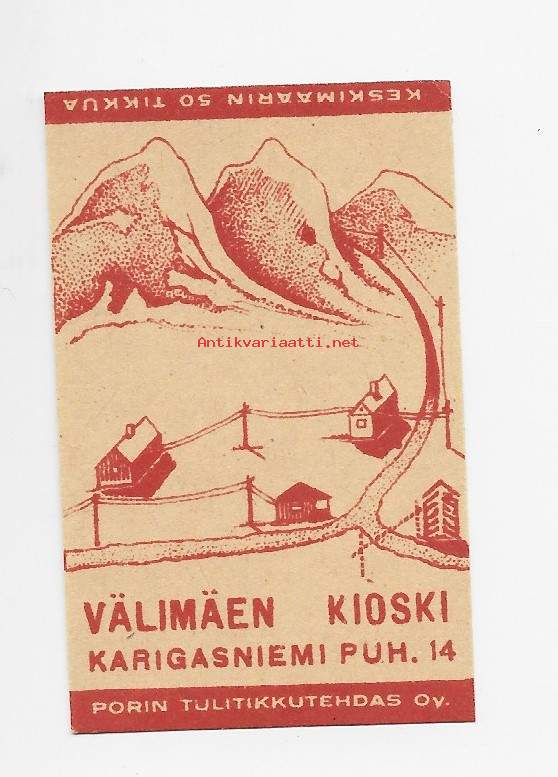 KESKIMÄÄRIN 50 TIKKUA
Antikvariaatti.net
VÄLIMÄEN KIOSKI
KARIGASNIEMI PUH. 14
PORIN TULITIKKUTEHDAS Oy.